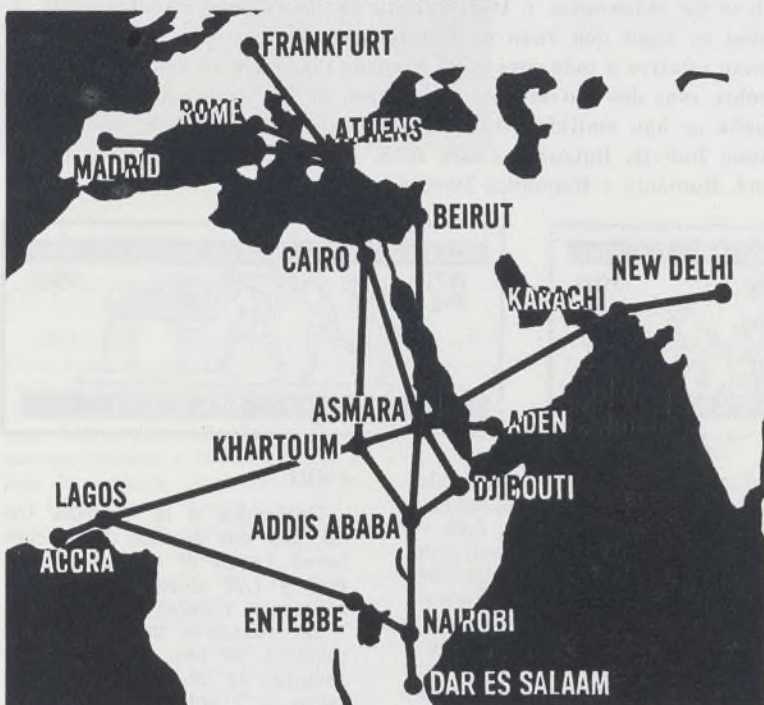 FRANKFURT
ROME
ATHENS
MADRID
BEIRUT
CAIRO
NEW DELHI
KARACHI
ASMARA
ADEN
KHARTOUM
DJIBOUTI
LAGOS
ADDIS ABABA
ACCRA
ENTEBBE
NAIROBI
DAR ES SALAAM